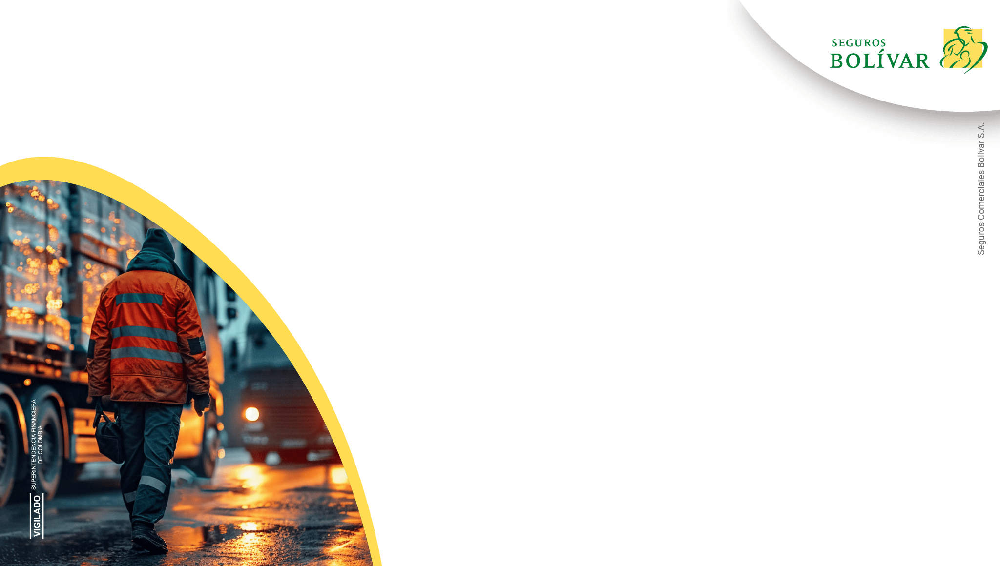 SEGUROS
BOLÍVAR
Seguros Comerciales Bolívar S.A.
VIGILADO
SUPERINTENDENCIA FINANCIERA
DE COLOMBIA